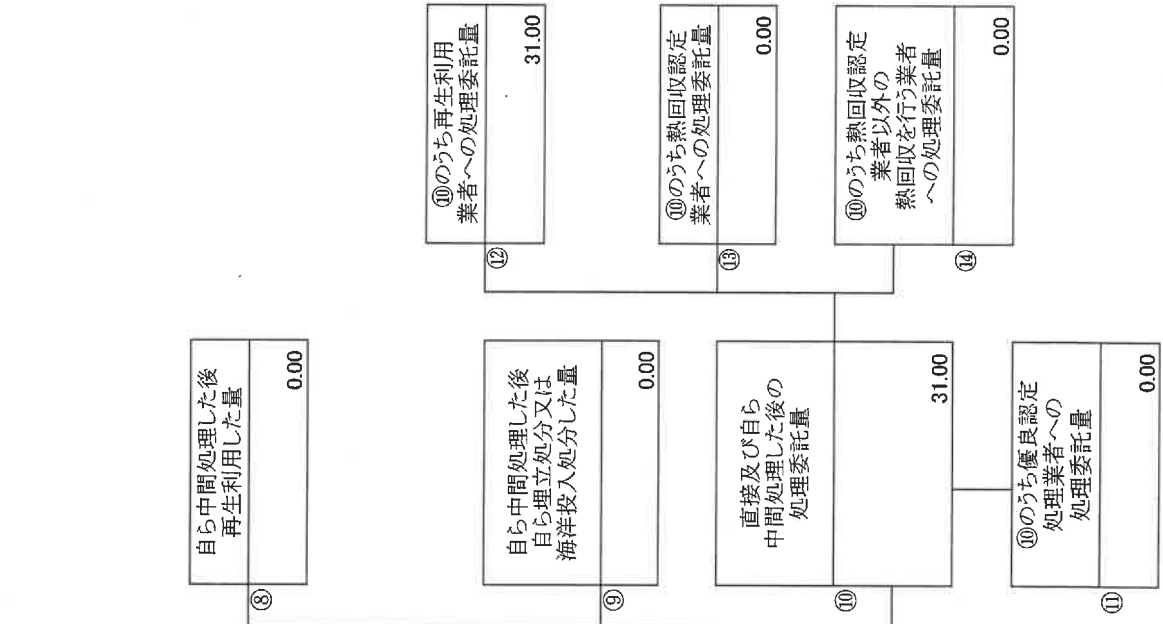 ⑧
自ら中間処理した後
再生利用した量
0.00
⑨
自ら中間処理した後
自ら埋立処分又は
海洋投入処分した量
0.00
⑩
直接及び自ら
中間処理した後の
処理委託量
31.00
⑪
⑩のうち優良認定
処理業者への
処理委託量
0.00
⑫
⑩のうち再生利用
業者への処理委託量
31.00
⑬
⑩のうち熱回収認定
業者への処理委託量
0.00
⑭
⑩のうち熱回収認定
業者以外の
熱回収を行う業者
への処理委託量
0.00